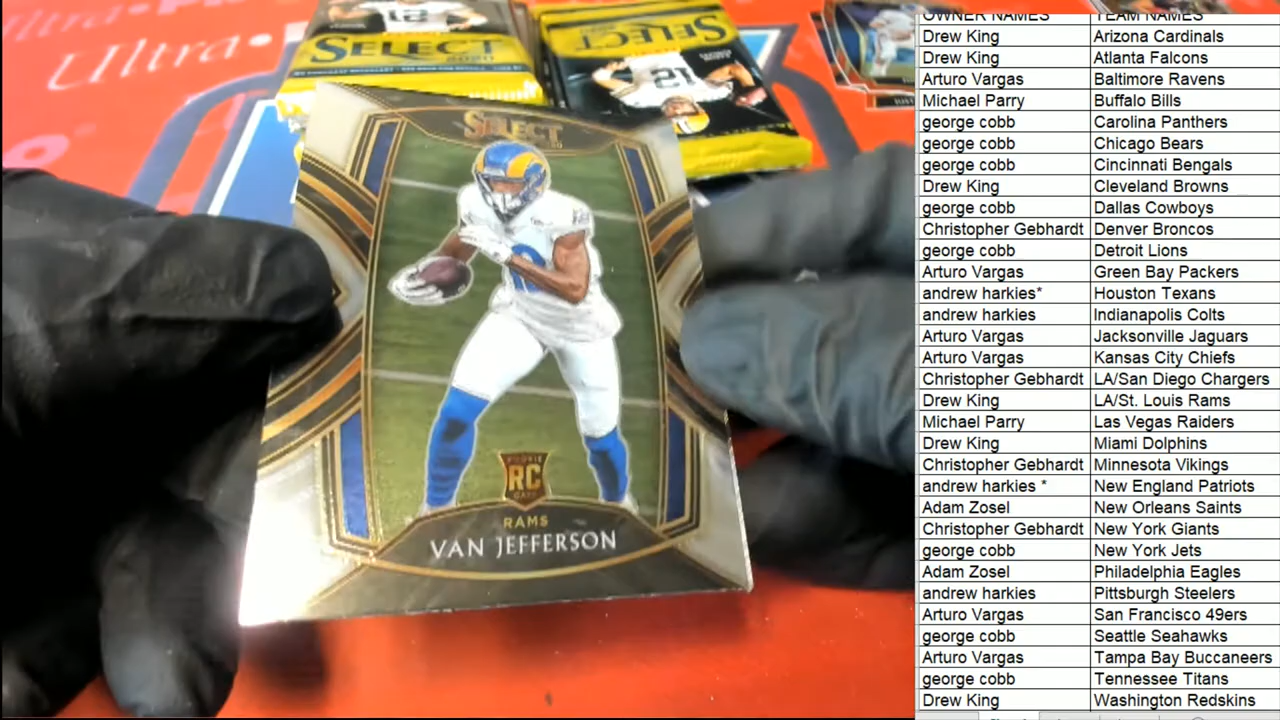 Ultra
Ultra
SELECT
2020
SELECT
12
SELECT
ROOKIE
RC
CARD
RAMS
VAN JEFFERSON
OWNER NAMES TEAM NAMES
Drew King Arizona Cardinals
Drew King Atlanta Falcons
Arturo Vargas Baltimore Ravens
Michael Parry Buffalo Bills
george cobb Carolina Panthers
george cobb Chicago Bears
george cobb Cincinnati Bengals
Drew King Cleveland Browns
george cobb Dallas Cowboys
Christopher Gebhardt Denver Broncos
george cobb Detroit Lions
Arturo Vargas Green Bay Packers
andrew harkies* Houston Texans
andrew harkies Indianapolis Colts
Arturo Vargas Jacksonville Jaguars
Arturo Vargas Kansas City Chiefs
Christopher Gebhardt LA/San Diego Chargers
Drew King LA/St. Louis Rams
Michael Parry Las Vegas Raiders
Drew King Miami Dolphins
Christopher Gebhardt Minnesota Vikings
andrew harkies * New England Patriots
Adam Zosel New Orleans Saints
Christopher Gebhardt New York Giants
george cobb New York Jets
Adam Zosel Philadelphia Eagles
andrew harkies Pittsburgh Steelers
Arturo Vargas San Francisco 49ers
george cobb Seattle Seahawks
Arturo Vargas Tampa Bay Buccaneers
george cobb Tennessee Titans
Drew King Washington Redskins